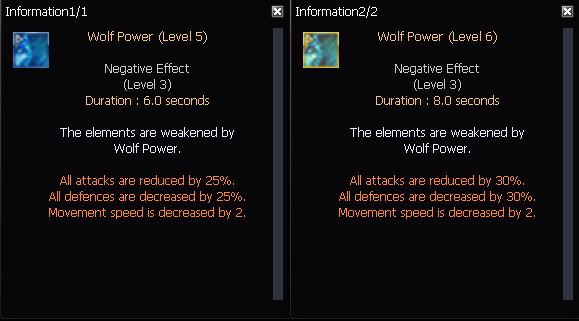 Information1/1
Wolf Power (Level 5)
Negative Effect
(Level 3)
Duration : 6.0 seconds
The elements are weakened by
Wolf Power.
All attacks are reduced by 25%.
All defences are decreased by 25%.
Movement speed is decreased by 2.
Information2/2
Wolf Power (Level 6)
Negative Effect
(Level 3)
Duration : 8.0 seconds
The elements are weakened by
Wolf Power.
All attacks are reduced by 30%.
All defences are decreased by 30%.
Movement speed is decreased by 2.